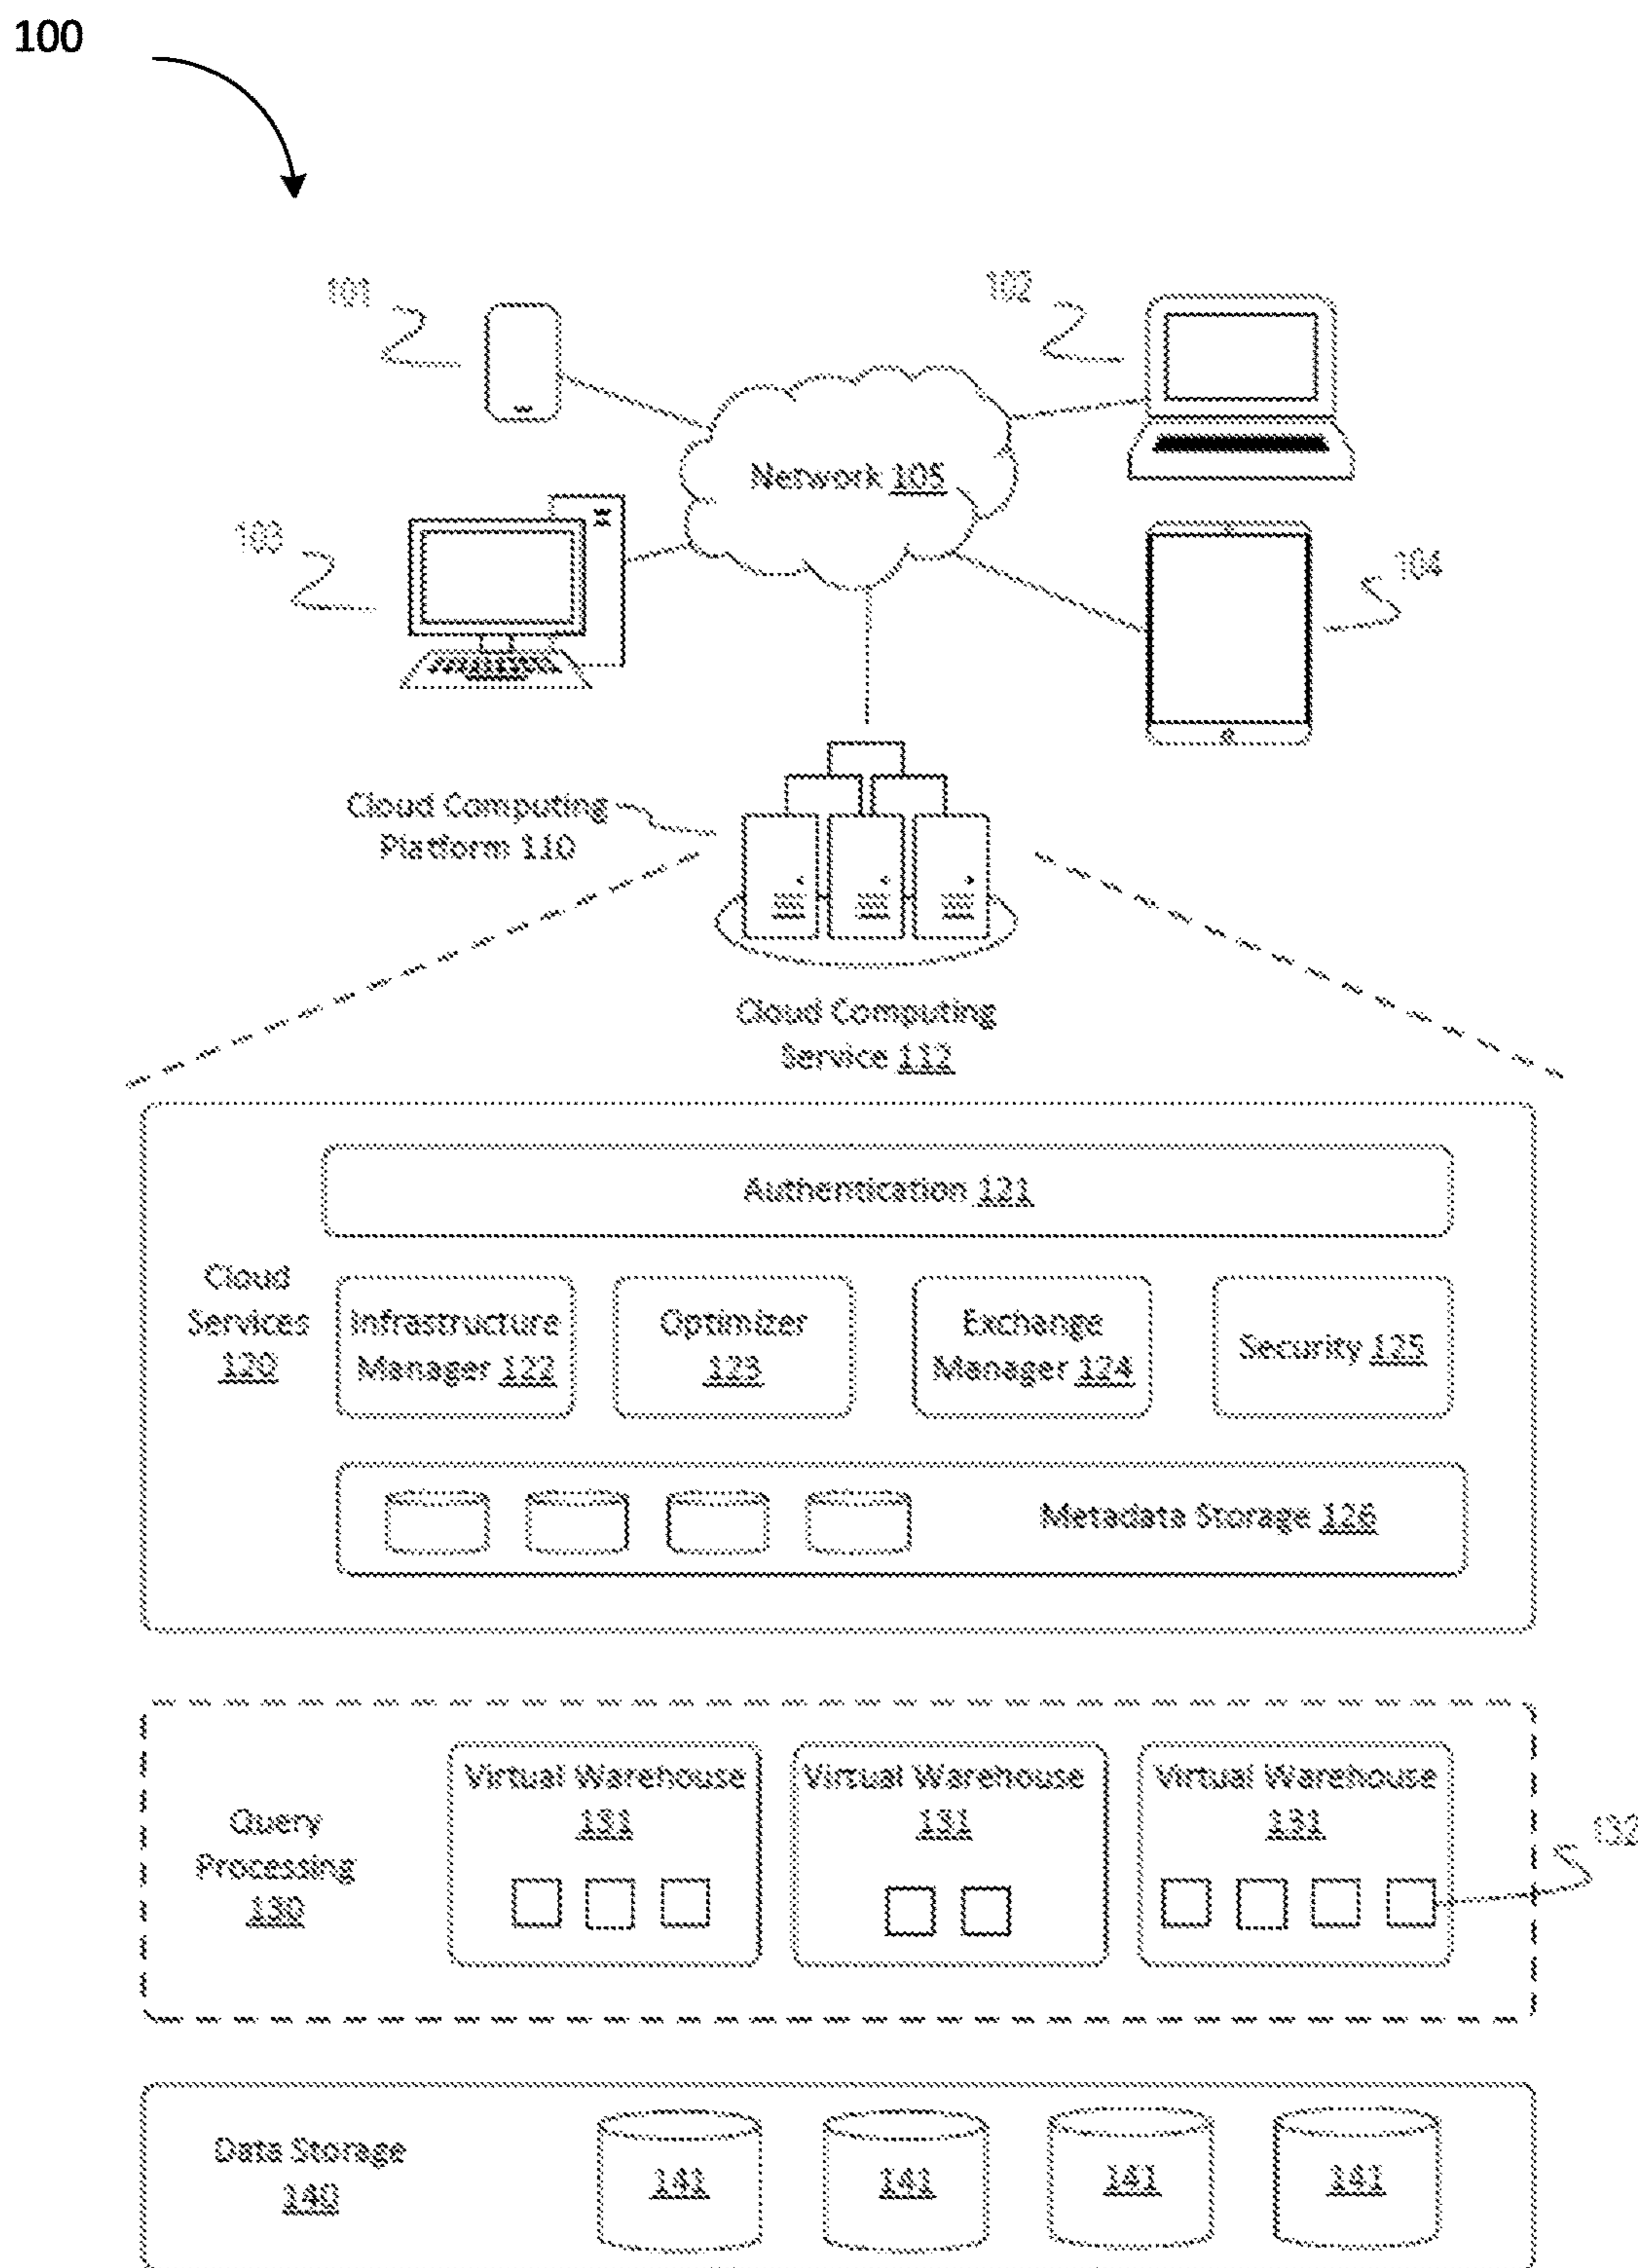 100
101
102
Network 105
103
104
Cloud Computing
Platform 110
Cloud Computing
Service 112
Authentication 121
Cloud
Services
120
Infrastructure
Manager 122
Optimizer
123
Exchange
Manager 124
Security 125
Metadata Storage 126
Query
Processing
130
Virtual Warehouse
131
Virtual Warehouse
131
Virtual Warehouse
131
132
Data Storage
140
141
141
141
141